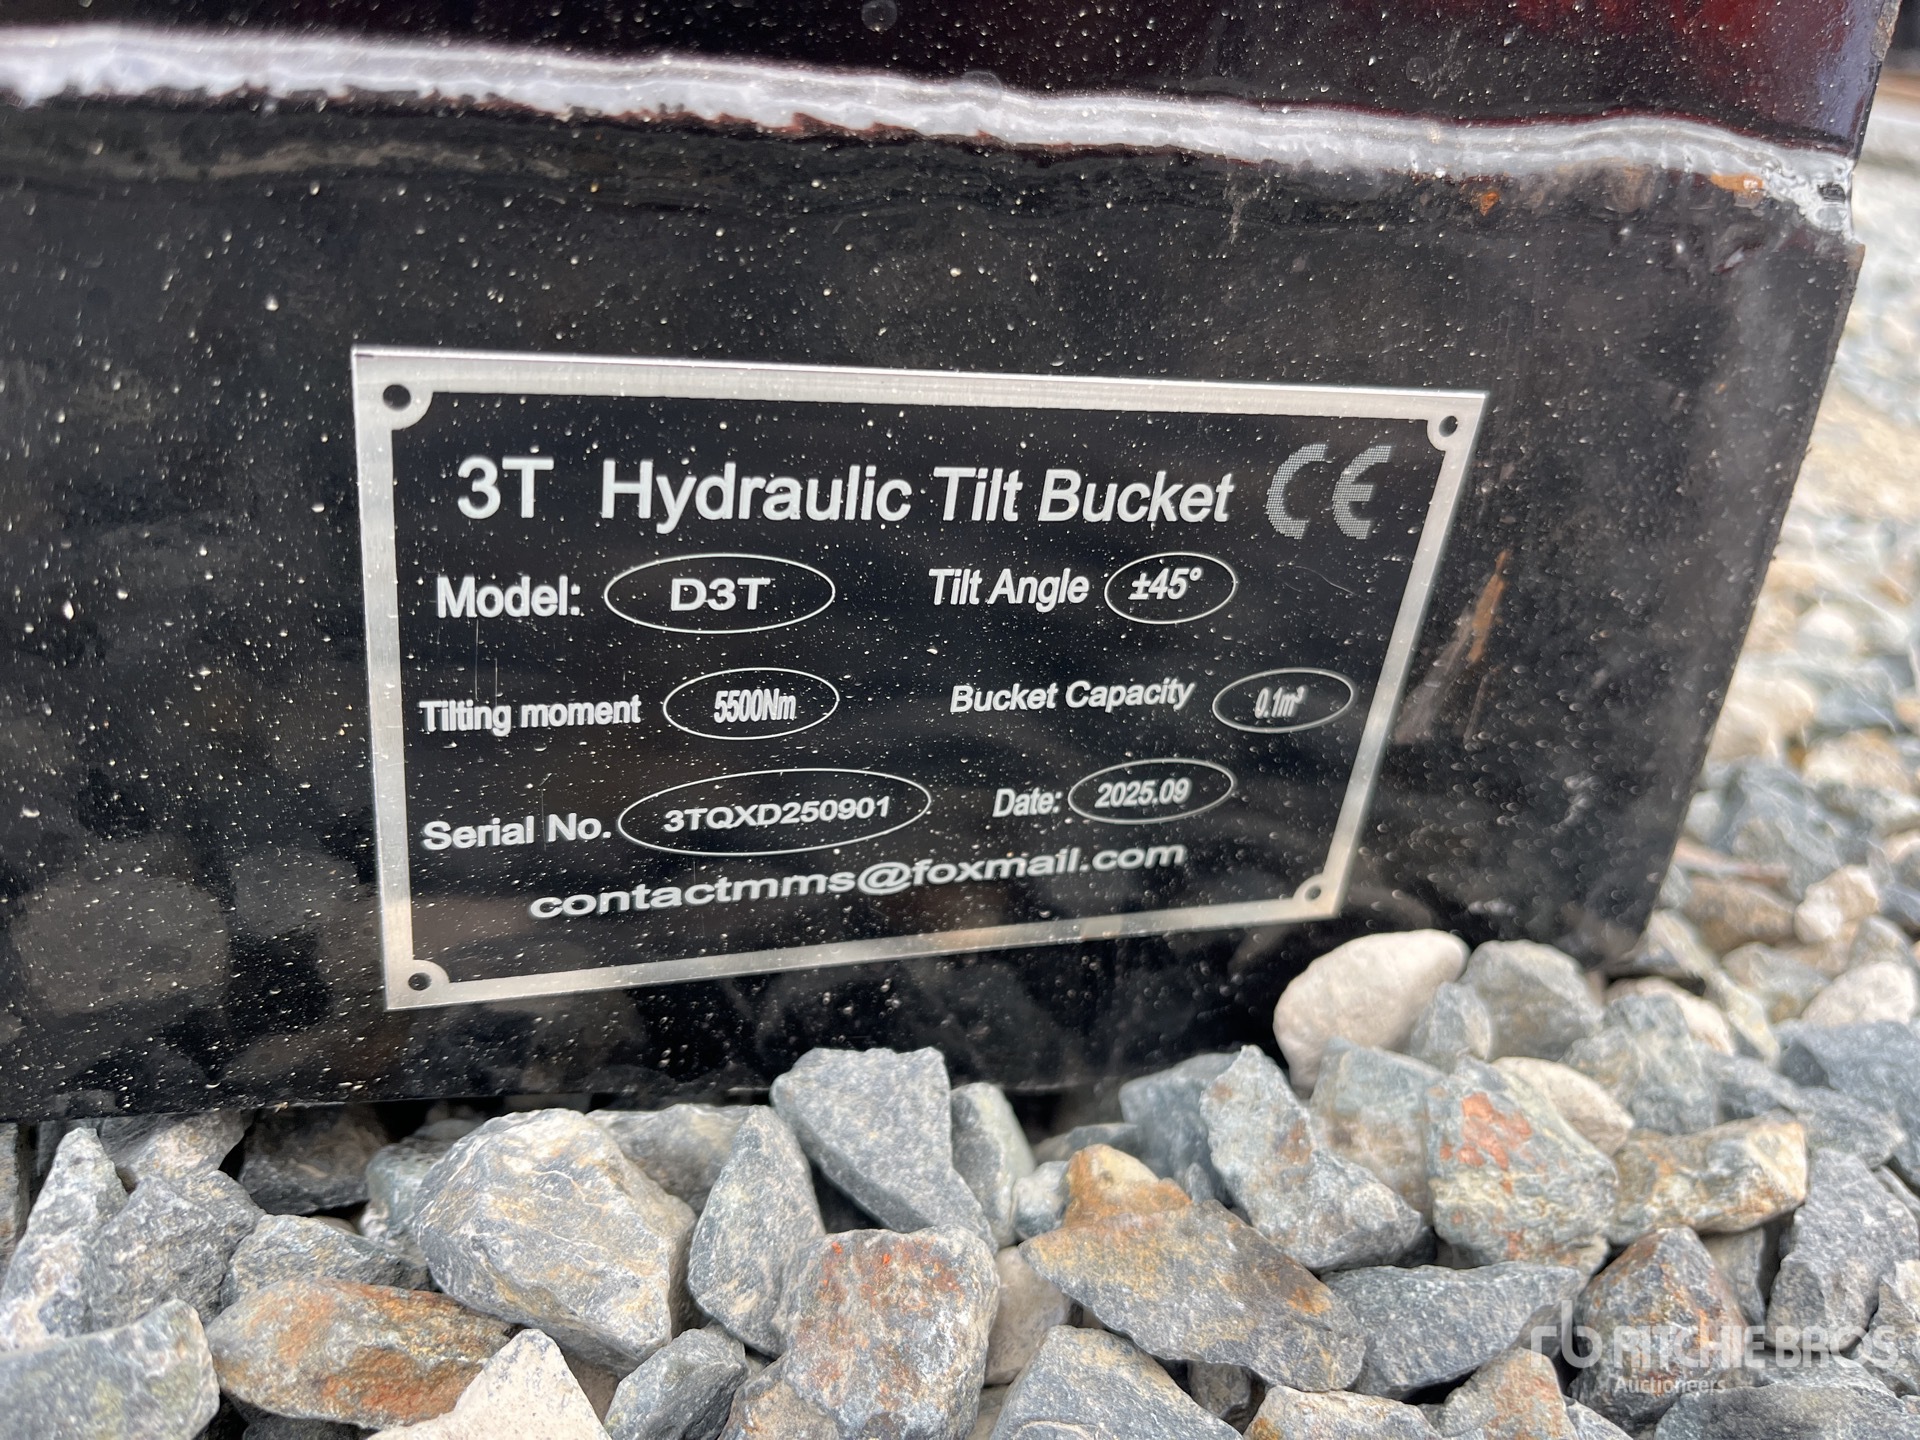 3T Hydraulic Tilt Bucket CE
Model: D3T Tilt Angle ±45°
Tilting moment 5500Nm Bucket Capacity 0.1m³
Serial No. 3TQXD250901 Date: 2025.09
contactmms@foxmail.com
rb RITCHIE BROS.
Auctioneers